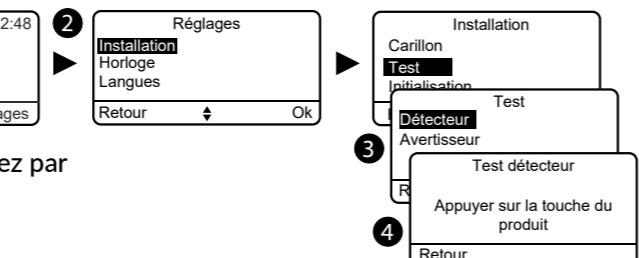 2:48
ages
ez par
2
Réglages
Installation
Horloge
Langues
Retour Ok
Installation
Carillon
Test
Initialisation
3
Test
Détecteur
Avertisseur
R
4
Test détecteur
Appuyer sur la touche du
produit
Retour